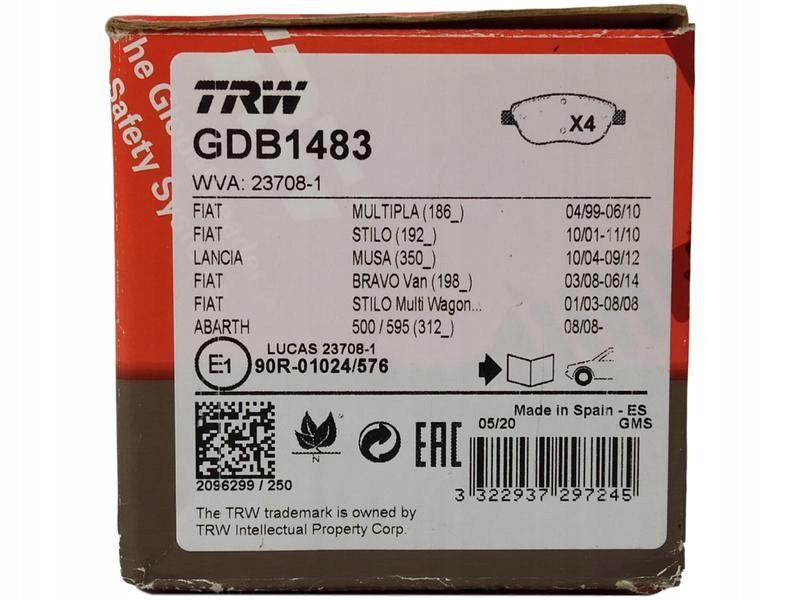 The Glo
Safety Sy
TRW
GDB1483
X4
WVA: 23708-1
FIAT MULTIPLA (186_) 04/99-06/10
FIAT STILO (192_) 10/01-11/10
LANCIA MUSA (350_) 10/04-09/12
FIAT BRAVO Van (198_) 03/08-06/14
FIAT STILO Multi Wagon... 01/03-08/08
ABARTH 500 / 595 (312_) 08/08-
E1
LUCAS 23708-1
90R-01024/576
Made in Spain - ES
05/20 GMS
N
EAC
2096299 / 250
3 322937 297245
The TRW trademark is owned by
TRW Intellectual Property Corp.